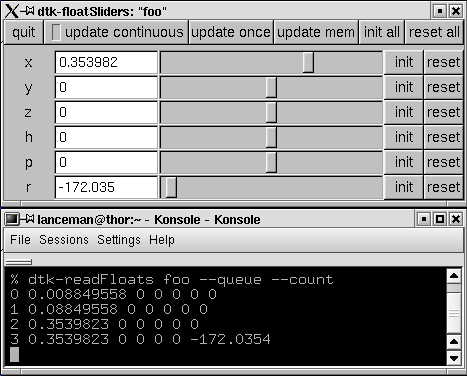 dtk-floatSliders: "foo"
quit update continuous update once update mem init all reset all
x 0.353982 init reset
y 0 init reset
z 0 init reset
h 0 init reset
p 0 init reset
r -172.035 init reset
lanceman@thor:~ - Konsole - Konsole
File Sessions Settings Help
% dtk-readFloats foo --queue --count
0 0.008849558 0 0 0 0 0
1 0.08849558 0 0 0 0 0
2 0.3539823 0 0 0 0 0
3 0.3539823 0 0 0 0 -172.0354